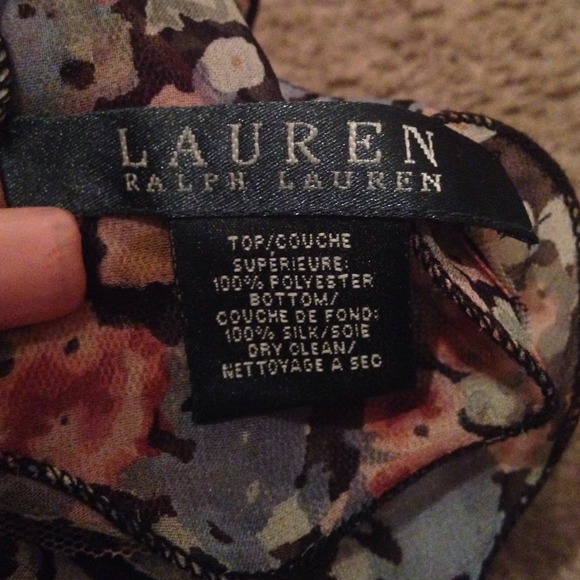 LAUREN
RALPH LAUREN
TOP/COUCHE
SUPÉRIEURE:
100% POLYESTER
BOTTOM/
COUCHE DE FOND:
100% SILK/SOIE
DRY CLEAN/
NETTOYAGE A SEC